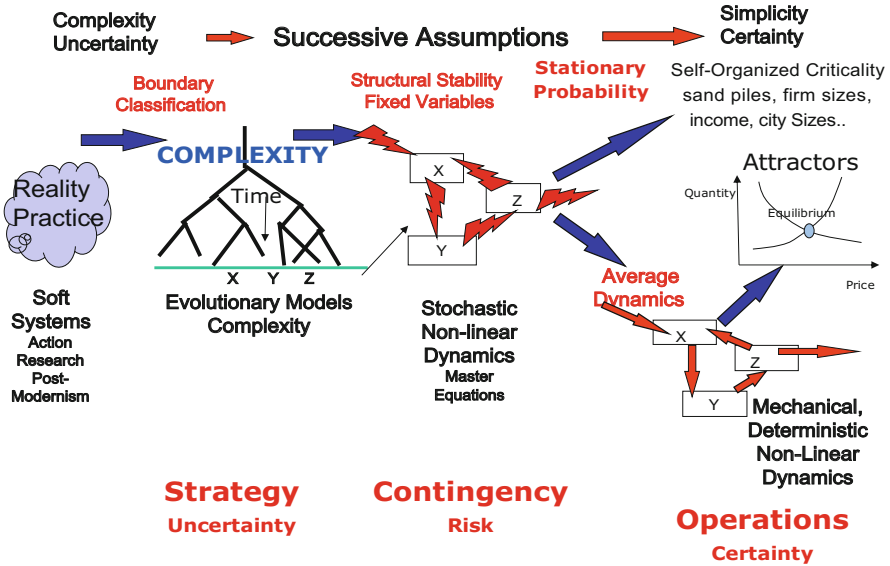 Complexity
Uncertainty
Successive Assumptions
Simplicity
Certainty
Boundary
Classification
Structural Stability
Fixed Variables
Stationary
Probability
Self-Organized Criticality
sand piles, firm sizes,
income, city Sizes..
COMPLEXITY
Reality
Practice
Time
X Y Z
Evolutionary Models
Complexity
Soft
Systems
Action
Research
Post-
Modernism
X
Z
Y
Stochastic
Non-linear
Dynamics
Master
Equations
Attractors
Quantity
Equilibrium
Price
Average
Dynamics
X
Z
Y
Mechanical,
Deterministic
Non-Linear
Dynamics
Strategy
Uncertainty
Contingency
Risk
Operations
Certainty